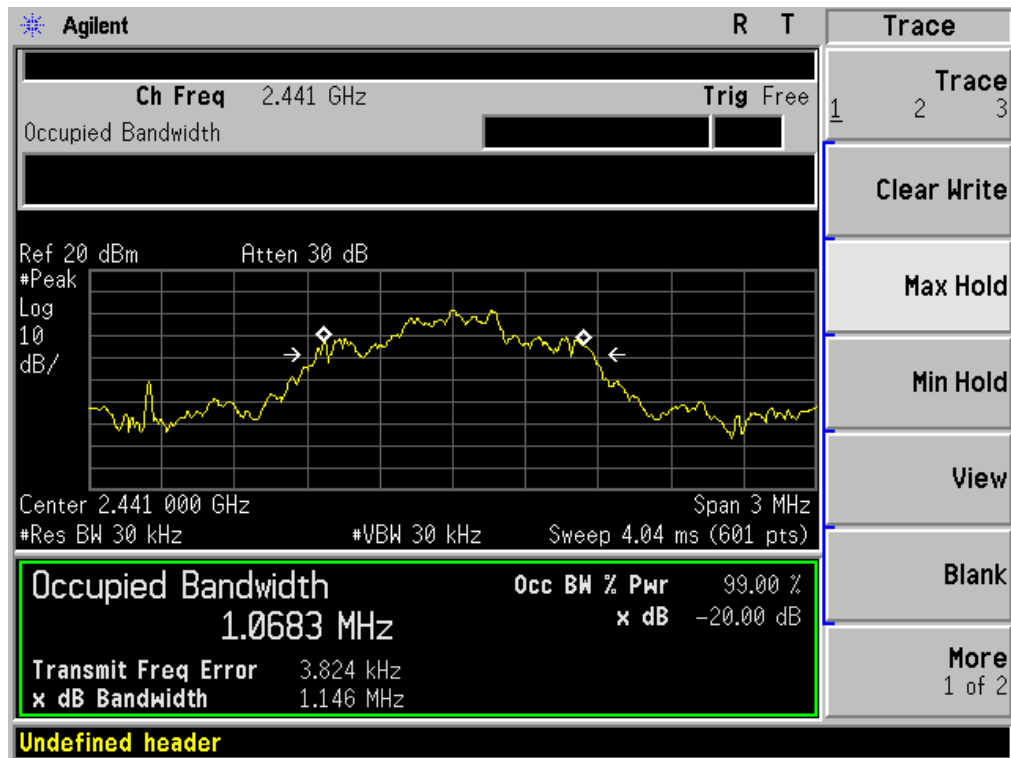 Agilent R T Trace
Ch Freq 2.441 GHz Trig Free
Occupied Bandwidth
Trace
1 2 3
Clear Write
Max Hold
Min Hold
View
Blank
More
1 of 2
Ref 20 dBm Atten 30 dB
#Peak
Log
10
dB/
Center 2.441 000 GHz Span 3 MHz
#Res BW 30 kHz #VBW 30 kHz Sweep 4.04 ms (601 pts)
Occupied Bandwidth Occ BW % Pwr 99.00 %
1.0683 MHz x dB -20.00 dB
Transmit Freq Error 3.824 kHz
x dB Bandwidth 1.146 MHz
Undefined header